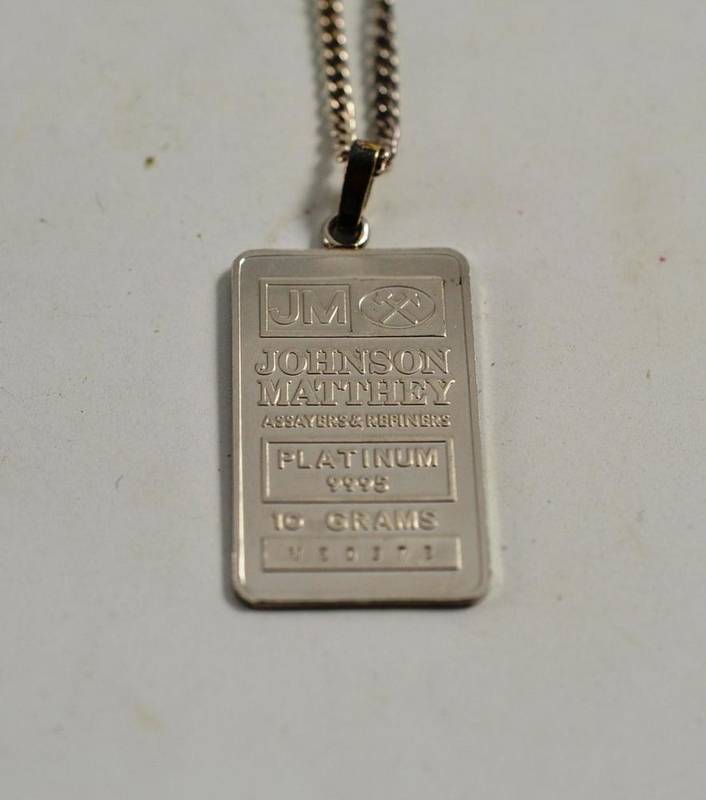 JM
JOHNSON
MATTHEY
ASSAYERS & REFINERS
PLATINUM
9995
10 GRAMS